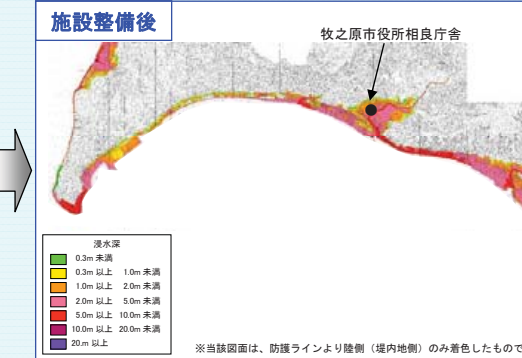 施設整備後
牧之原市役所相良庁舎
浸水深
0.3m 未満
0.3m 以上 1.0m 未満
1.0m 以上 2.0m 未満
2.0m 以上 5.0m 未満
5.0m 以上 10.0m 未満
10.0m 以上 20.0m 未満
20.m 以上
※当該図面は、防護ラインより陸側（堤内地側）のみ着色したもので